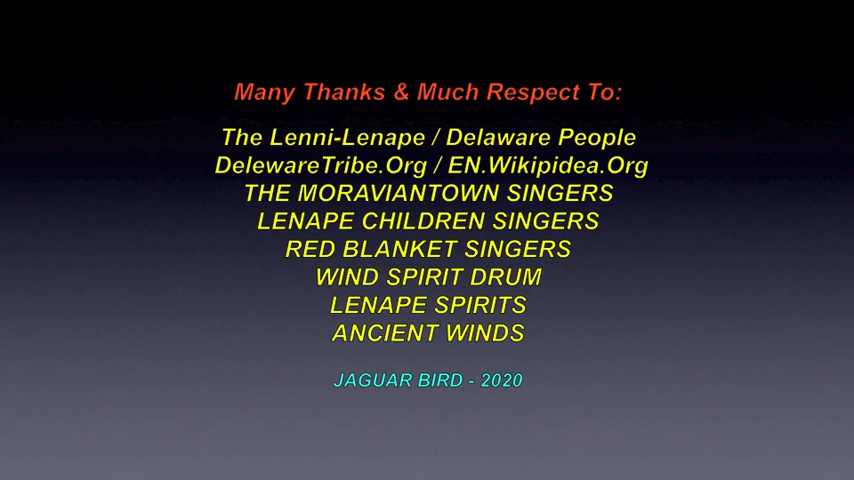 Many Thanks & Much Respect To:
The Lenni-Lenape / Delaware People
DelewareTribe.Org / EN.Wikipidea.Org
THE MORAVIANTOWN SINGERS
LENAPE CHILDREN SINGERS
RED BLANKET SINGERS
WIND SPIRIT DRUM
LENAPE SPIRITS
ANCIENT WINDS
JAGUAR BIRD - 2020